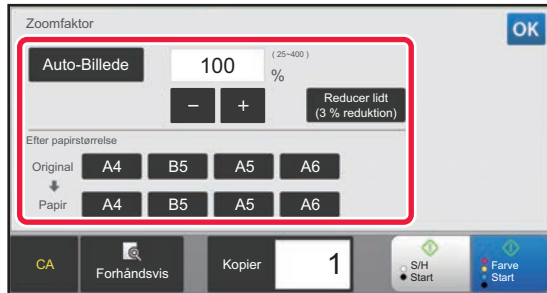 Zoomfaktor
OK
Auto-Billede
100
(25~400)
%
−
+
Reducer lidt
(3 % reduktion)
Efter papirstørrelse
Original A4 B5 A5 A6
Papir A4 B5 A5 A6
CA
Forhåndsvis
Kopier
1
S/H
Start
Farve
Start